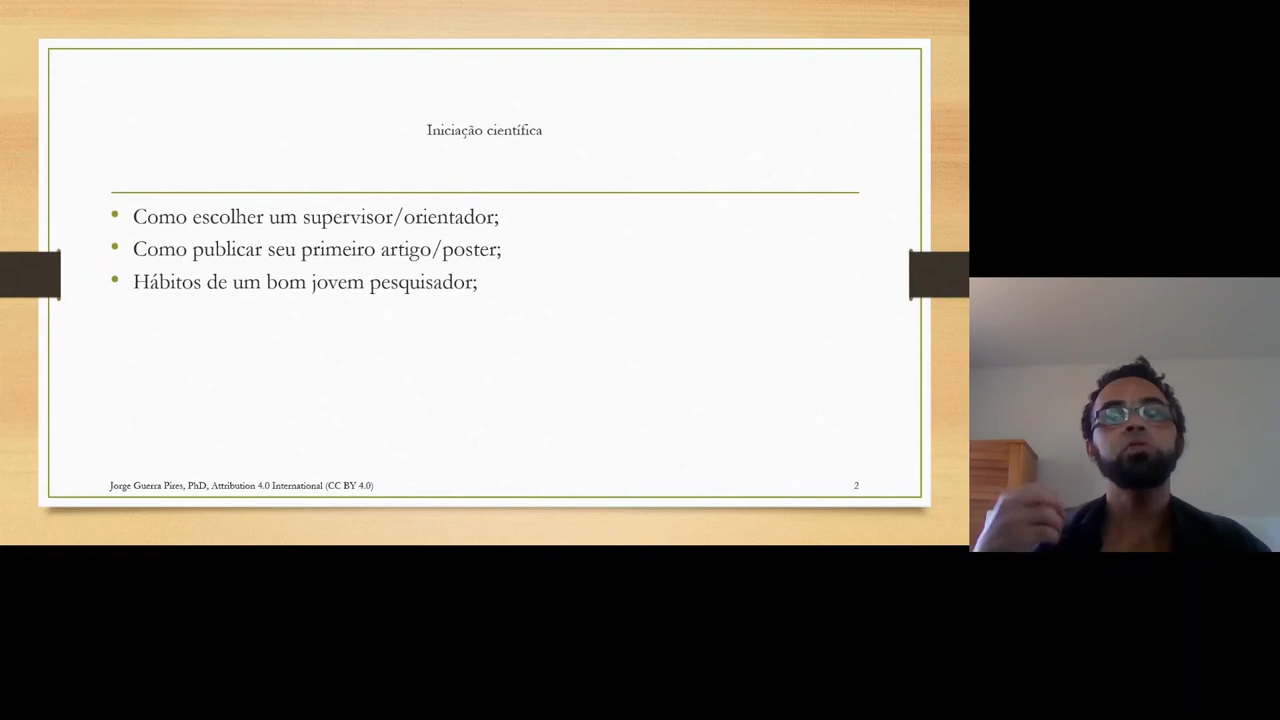 Iniciação científica
• Como escolher um supervisor/orientador;
• Como publicar seu primeiro artigo/poster;
• Hábitos de um bom jovem pesquisador;
Jorge Guerra Pires, PhD, Attribution 4.0 International (CC BY 4.0)
2